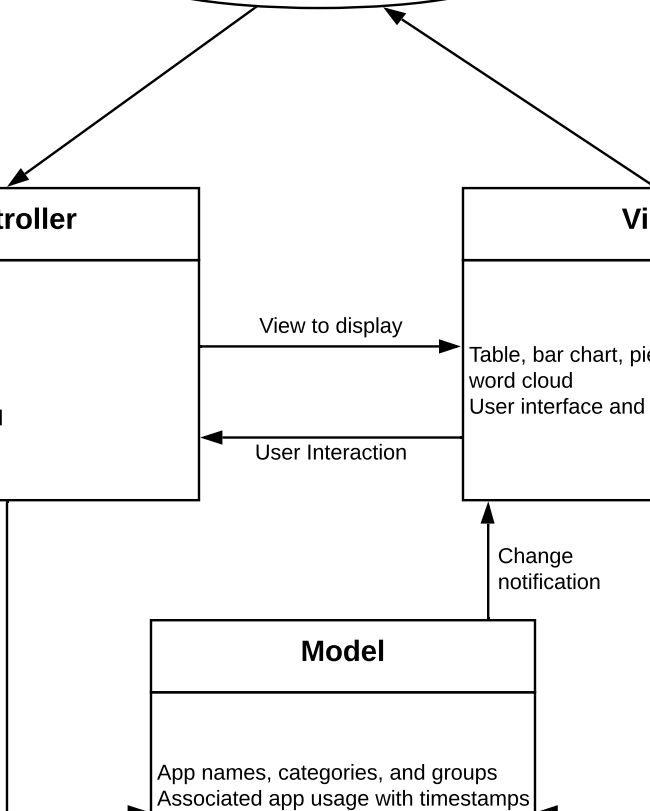 troller
Vi
View to display
Table, bar chart, pie
word cloud
User interface and
User Interaction
Change
notification
Model
App names, categories, and groups
Associated app usage with timestamps